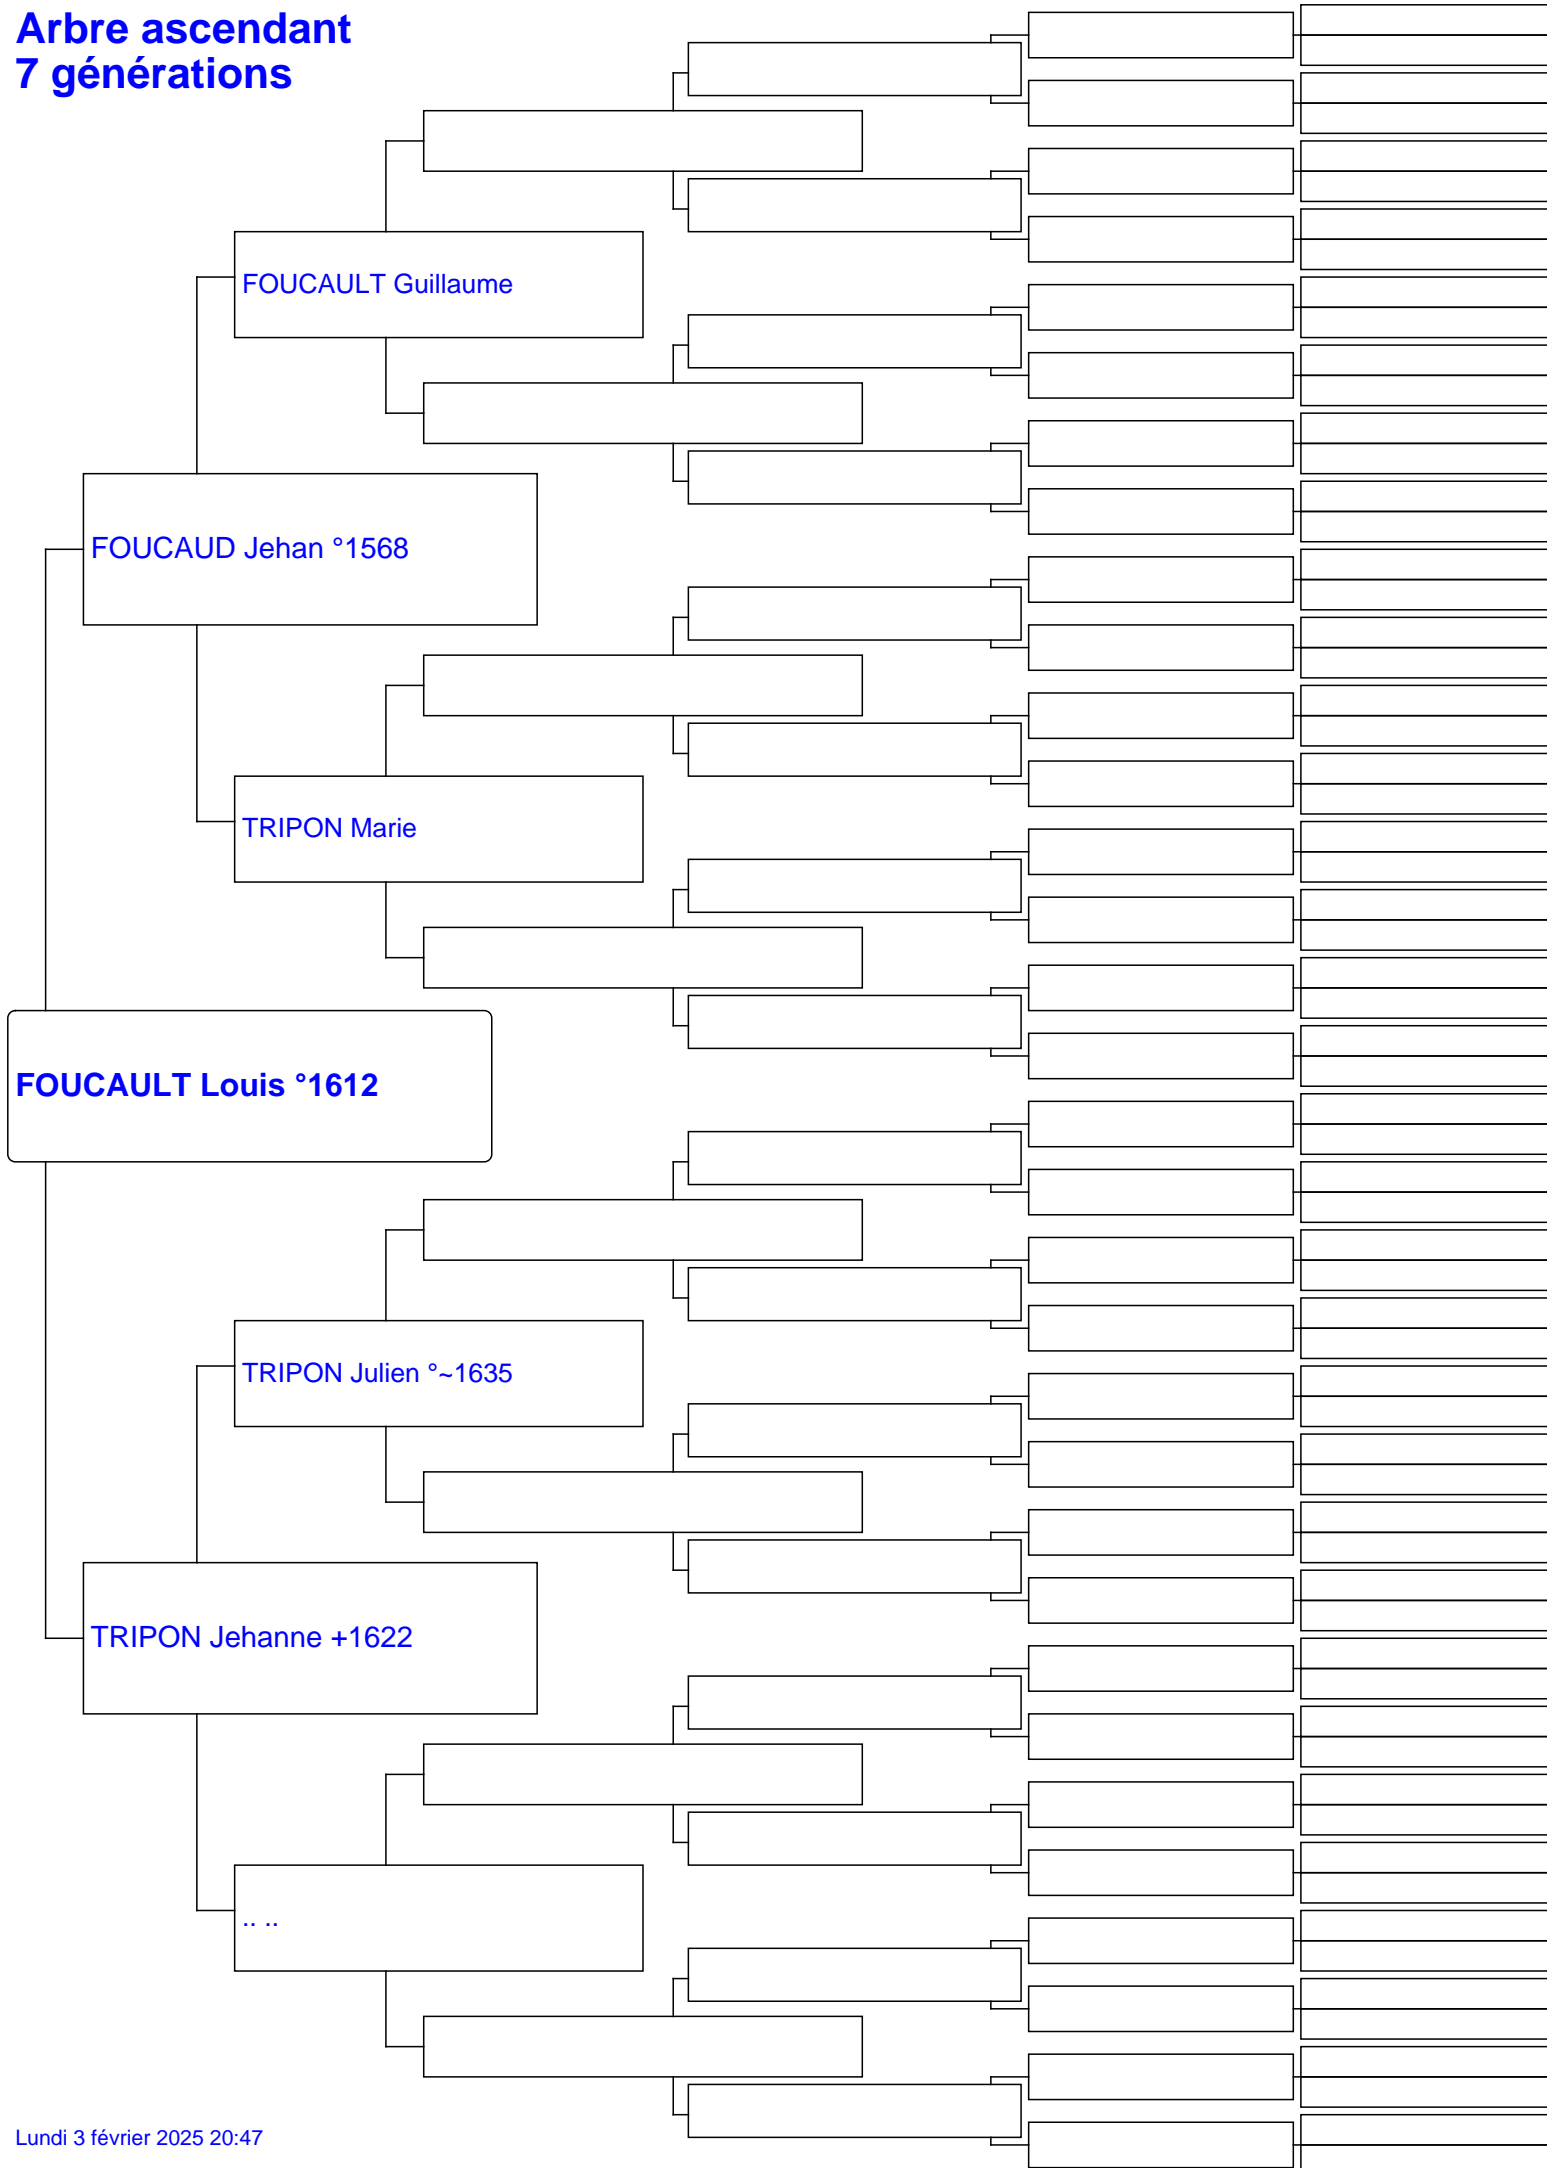 Arbre ascendant
7 générations
FOUCAULT Guillaume
FOUCAUD Jehan °1568
TRIPON Marie
FOUCAULT Louis °1612
TRIPON Julien °~1635
TRIPON Jehanne +1622
.. ..
Lundi 3 février 2025 20:47